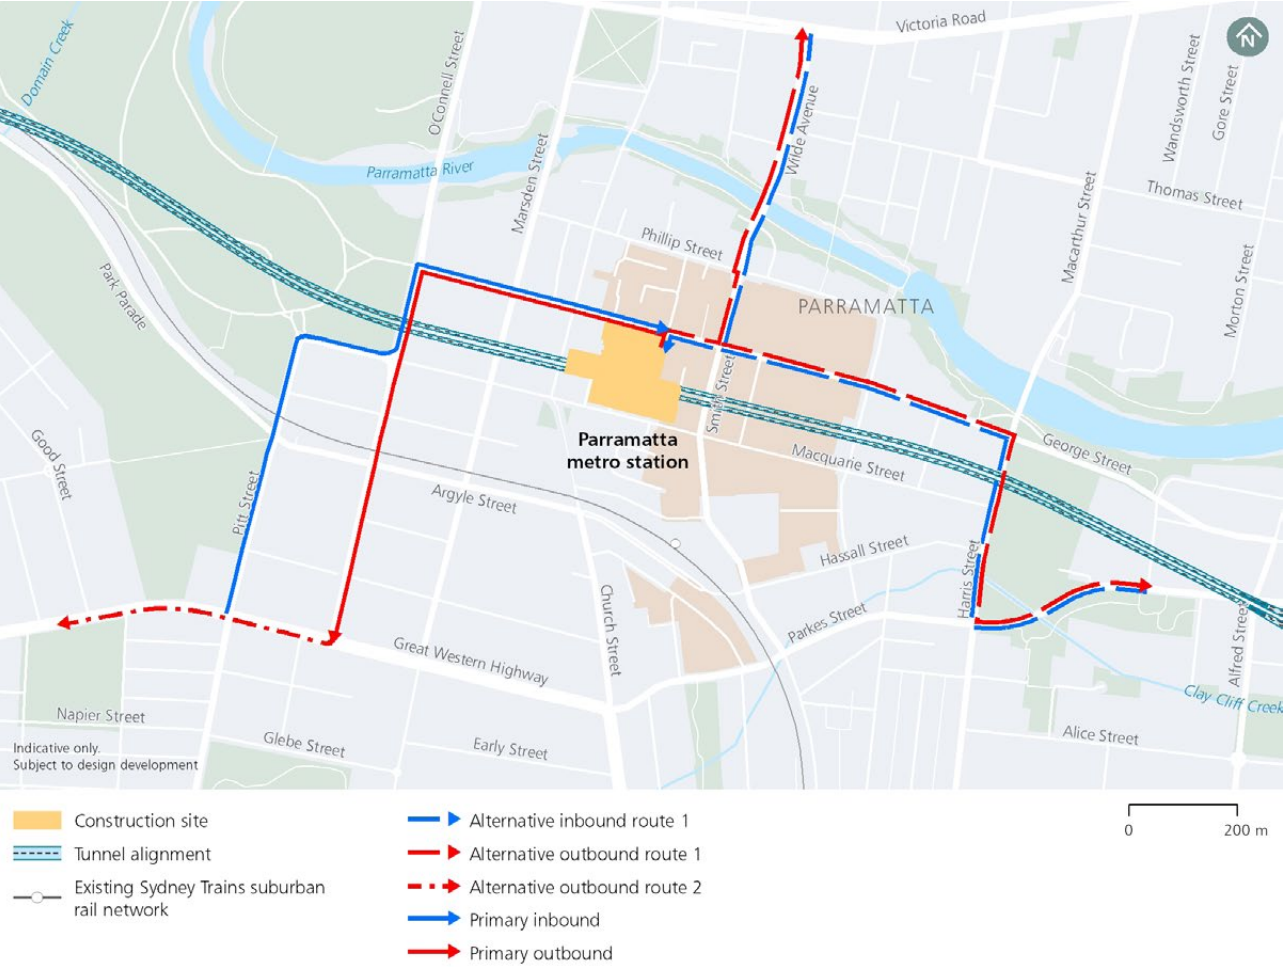 Victoria Road
N
Domain Creek
OConnell Street
Wandsworth Street
Gore Street
Wilde Avenue
Parramatta River
Marsden Street
Thomas Street
Macarthur Street
Phillip Street
Morton Street
Park Parade
PARRAMATTA
Smith Street
Parramatta
metro station
George Street
Macquarie Street
Good Street
Pitt Street
Argyle Street
Hassall Street
Harris Street
Church Street
Parkes Street
Alfred Street
Great Western Highway
Clay Cliff Creek
Napier Street
Glebe Street
Early Street
Alice Street
Indicative only.
Subject to design development
Construction site
Tunnel alignment
Existing Sydney Trains suburban
rail network
Alternative inbound route 1
Alternative outbound route 1
Alternative outbound route 2
Primary inbound
Primary outbound
0 200 m